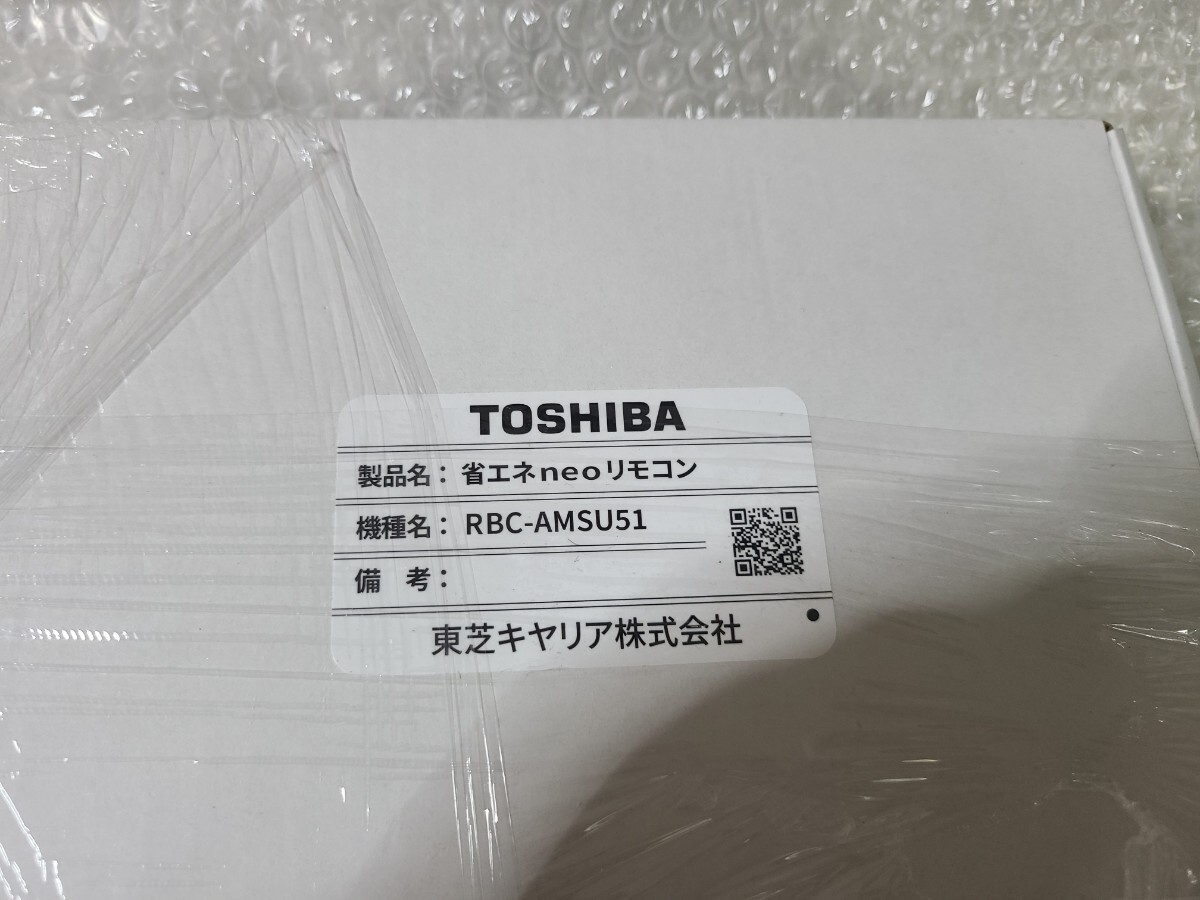 TOSHIBA
製品名： 省エネneoリモコン
機種名： RBC-AMSU51
備　考：
東芝キヤリア株式会社